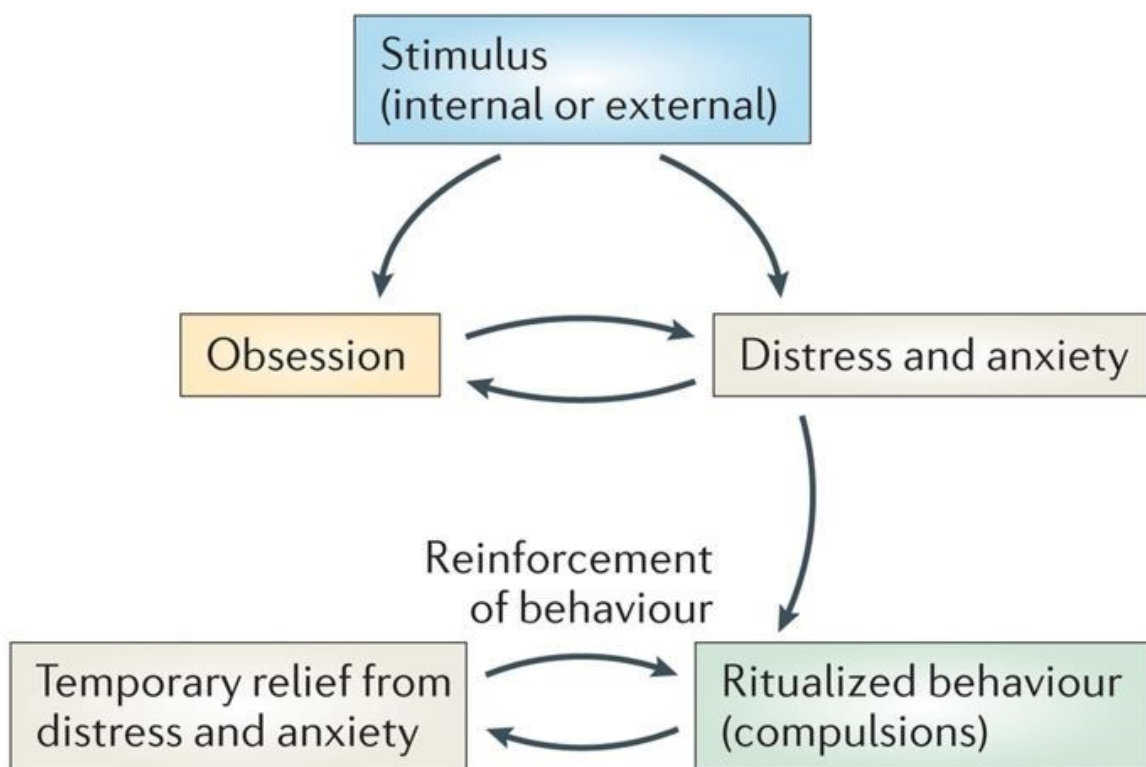 Stimulus
(internal or external)
Obsession
Distress and anxiety
Reinforcement
of behaviour
Temporary relief from
distress and anxiety
Ritualized behaviour
(compulsions)